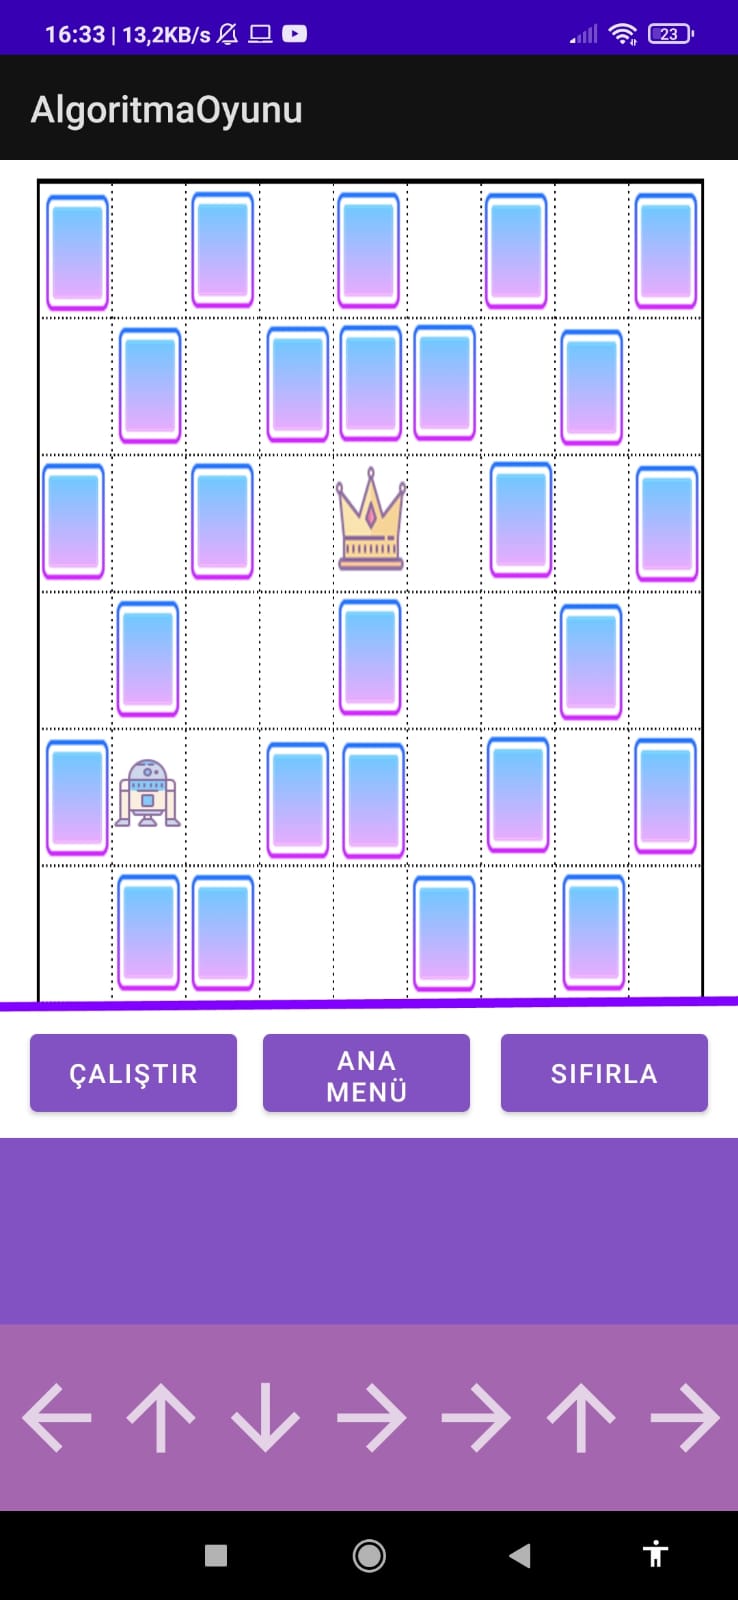 16:33 | 13,2KB/s
23
AlgoritmaOyunu
ÇALIŞTIR
ANA
MENÜ
SIFIRLA